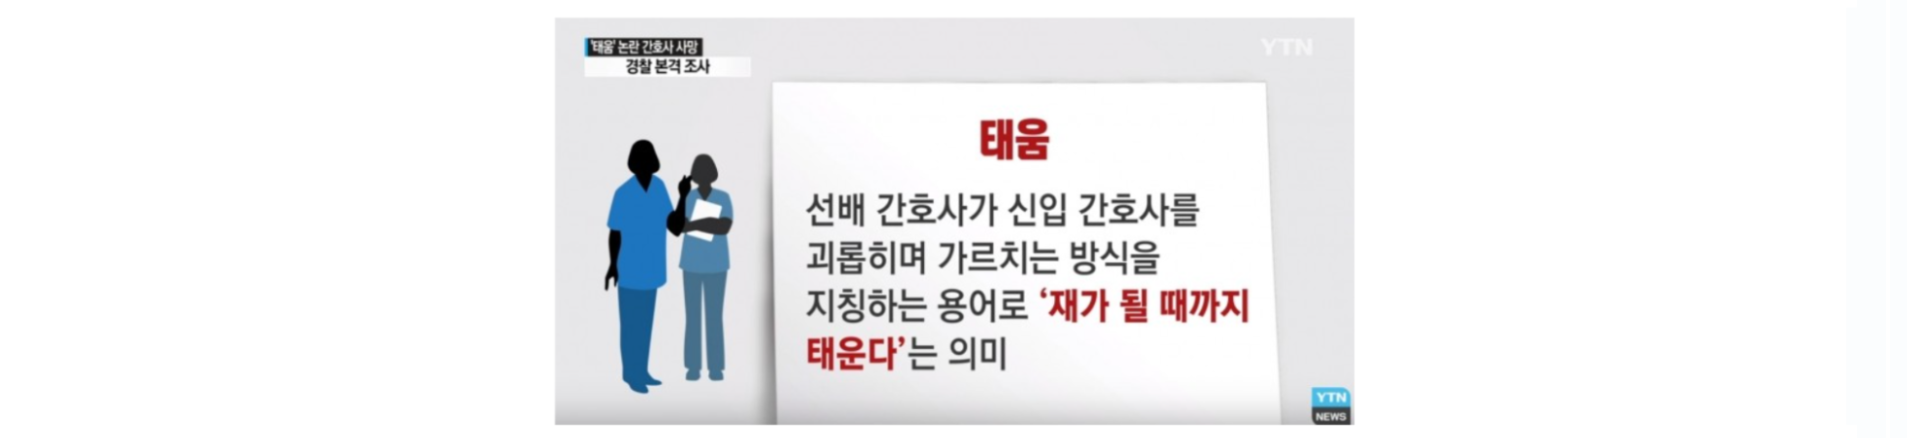 '태움' 논란 간호사 사망
경찰 본격 조사
YTN
태움
선배 간호사가 신입 간호사를
괴롭히며 가르치는 방식을
지칭하는 용어로 '재가 될 때까지
태운다'는 의미
YTN
NEWS